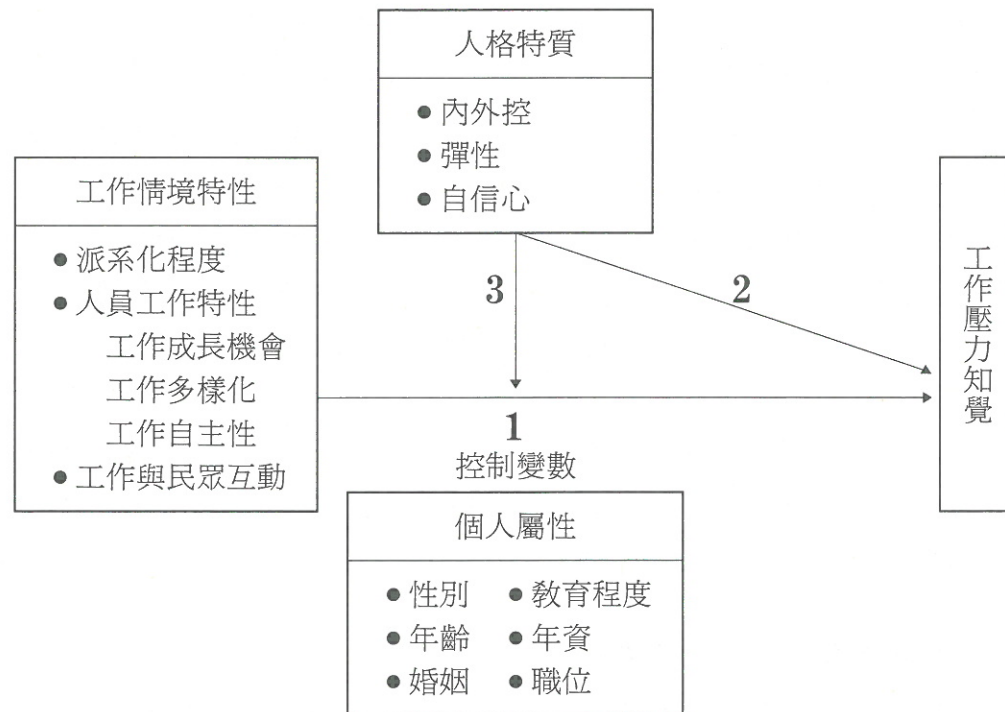 人格特質
● 內外控
● 彈性
● 自信心
工作情境特性
● 派系化程度
● 人員工作特性
工作成長機會
工作多樣化
工作自主性
● 工作與民眾互動
3
2
1
工作壓力知覺
控制變數
個人屬性
● 性別 ● 教育程度
● 年齡 ● 年資
● 婚姻 ● 職位